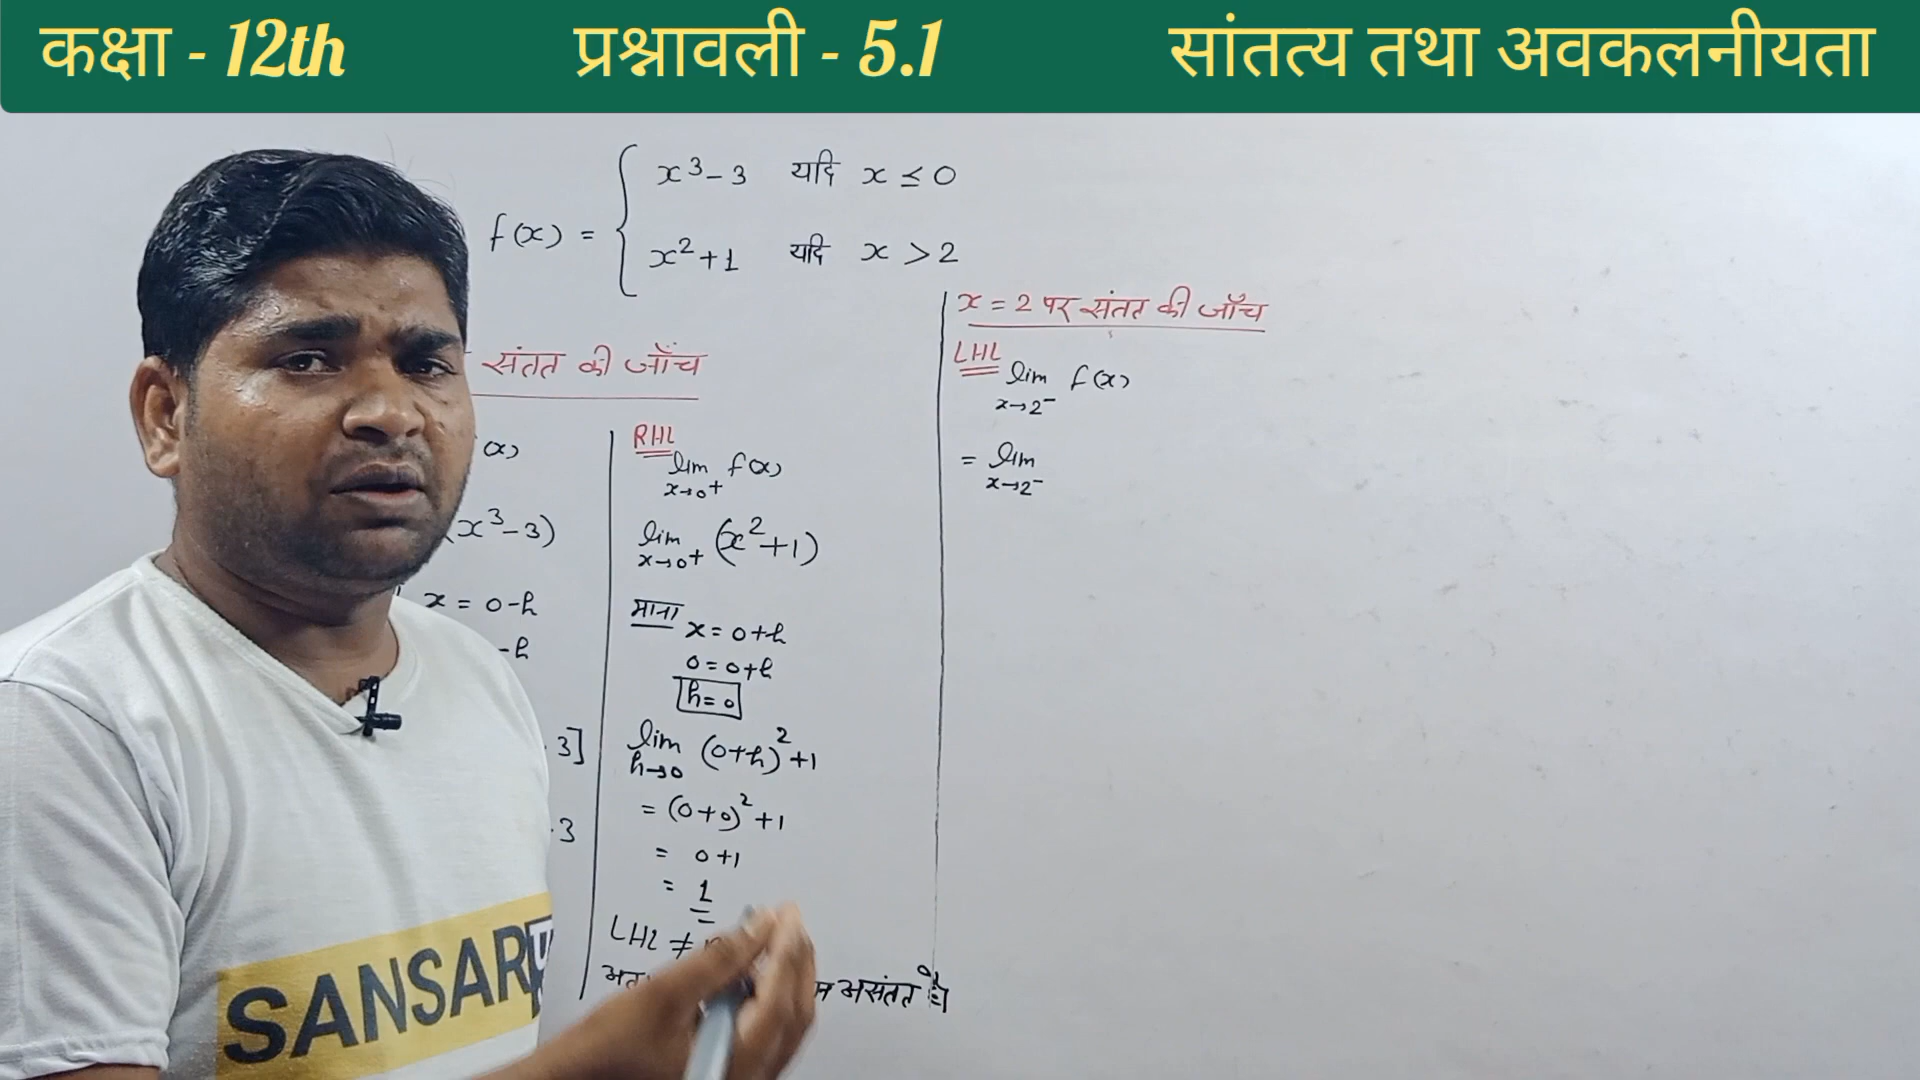 कक्षा - 12th प्रश्नावली - 5.1 सांतत्य तथा अवकलनीयता
f(x) = { x³-3 यदि x ≤ 0
x²+1 यदि x > 2
संतत की जाँच
(x)
(x³-3)
x = 0-h
-h
3]
3
RHL
lim f(x)
x→0+
lim (x²+1)
x→0+
माना
x = 0+h
0 = 0+h
h = 0
lim (0+h)²+1
h→0
= (0+0)²+1
= 0+1
= 1
LHL ≠
असंतत है
x = 2 पर संतत की जाँच
LHL
lim f(x)
x→2⁻
= lim
x→2⁻
SANSAR